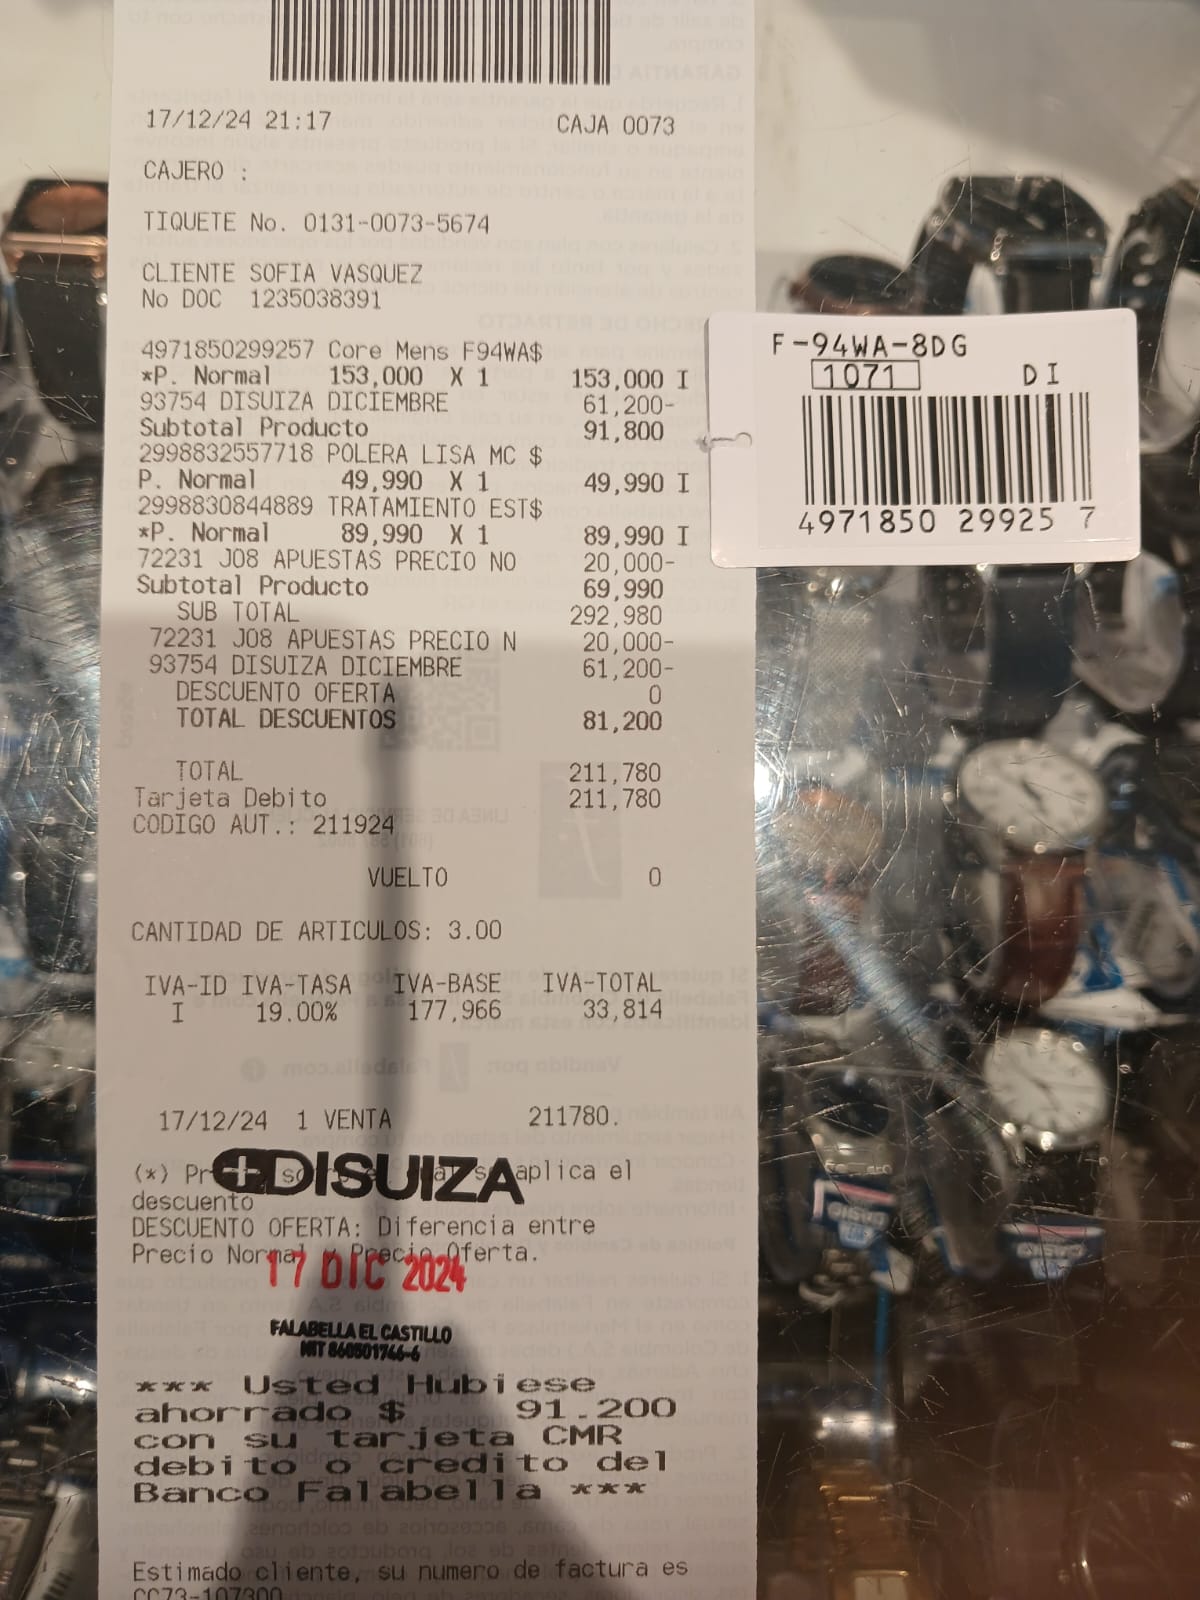 17/12/24 21:17 CAJA 0073
CAJERO :
TIQUETE No. 0131-0073-5674
CLIENTE SOFIA VASQUEZ
No DOC 1235038391
4971850299257 Core Mens F94WA$
*P. Normal 153,000 X 1 153,000 I
93754 DISUIZA DICIEMBRE 61,200-
Subtotal Producto 91,800
2998832557718 POLERA LISA MC $
P. Normal 49,990 X 1 49,990 I
2998830844889 TRATAMIENTO EST$
*P. Normal 89,990 X 1 89,990 I
72231 J08 APUESTAS PRECIO NO 20,000-
Subtotal Producto 69,990
SUB TOTAL 292,980
72231 J08 APUESTAS PRECIO N 20,000-
93754 DISUIZA DICIEMBRE 61,200-
DESCUENTO OFERTA 0
TOTAL DESCUENTOS 81,200
TOTAL 211,780
Tarjeta Debito 211,780
CODIGO AUT.: 211924
VUELTO 0
CANTIDAD DE ARTICULOS: 3.00
IVA-ID IVA-TASA IVA-BASE IVA-TOTAL
I 19.00% 177,966 33,814
17/12/24 1 VENTA 211780.
DISUIZA
(*) aplica el
descuento
DESCUENTO OFERTA: Diferencia entre
Precio Normal y Precio Oferta.
17 DIC 2024
FALABELLA EL CASTILLO
NIT 860501766-6
*** Usted Hubiese
ahorrado $ 91.200
con su tarjeta CMR
debito o credito del
Banco Falabella ***
Estimado cliente, su numero de factura es
CC73-107300
F-94WA-8DG
1071 DI
4971850 29925 7